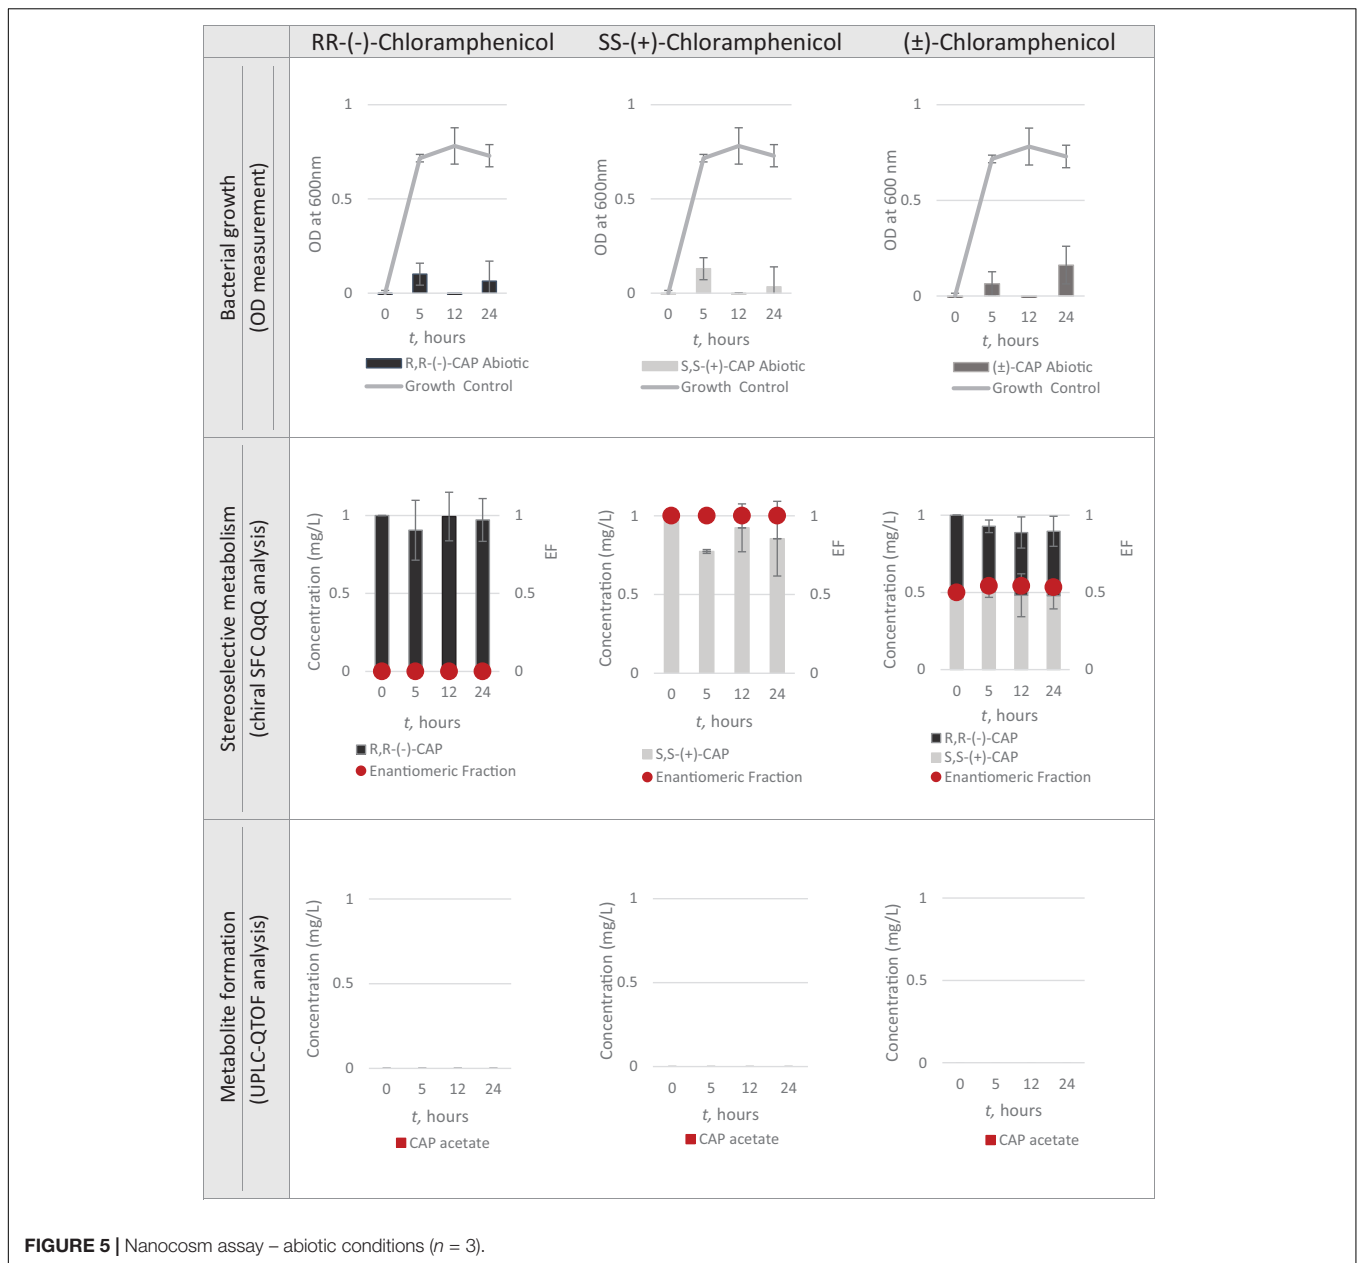 RR-(-)-Chloramphenicol
SS-(+)-Chloramphenicol
(±)-Chloramphenicol
Bacterial growth
(OD measurement)
OD at 600nm
1
0.5
0
0 5 12 24
t, hours
R,R-(-)-CAP Abiotic
Growth Control
OD at 600nm
1
0.5
0
0 5 12 24
t, hours
S,S-(+)-CAP Abiotic
Growth Control
OD at 600 nm
1
0.5
0
0 5 12 24
t, hours
(±)-CAP Abiotic
Growth Control
Stereoselective metabolism
(chiral SFC QqQ analysis)
Concentration (mg/L)
1
0.5
0
1
0.5
0
EF
0 5 12 24
t, hours
R,R-(-)-CAP
Enantiomeric Fraction
Concentration (mg/L)
1
0.5
0
1
0.5
0
EF
0 5 12 24
t, hours
S,S-(+)-CAP
Enantiomeric Fraction
Concentration (mg/L)
1
0.5
0
1
0.5
0
EF
0 5 12 24
t, hours
R,R-(-)-CAP
S,S-(+)-CAP
Enantiomeric Fraction
Metabolite formation
(UPLC-QTOF analysis)
Concentration (mg/L)
1
0.5
0
0 5 12 24
t, hours
CAP acetate
Concentration (mg/L)
1
0.5
0
0 5 12 24
t, hours
CAP acetate
Concentration (mg/L)
1
0.5
0
0 5 12 24
t, hours
CAP acetate
FIGURE 5 | Nanocosm assay – abiotic conditions (n = 3).